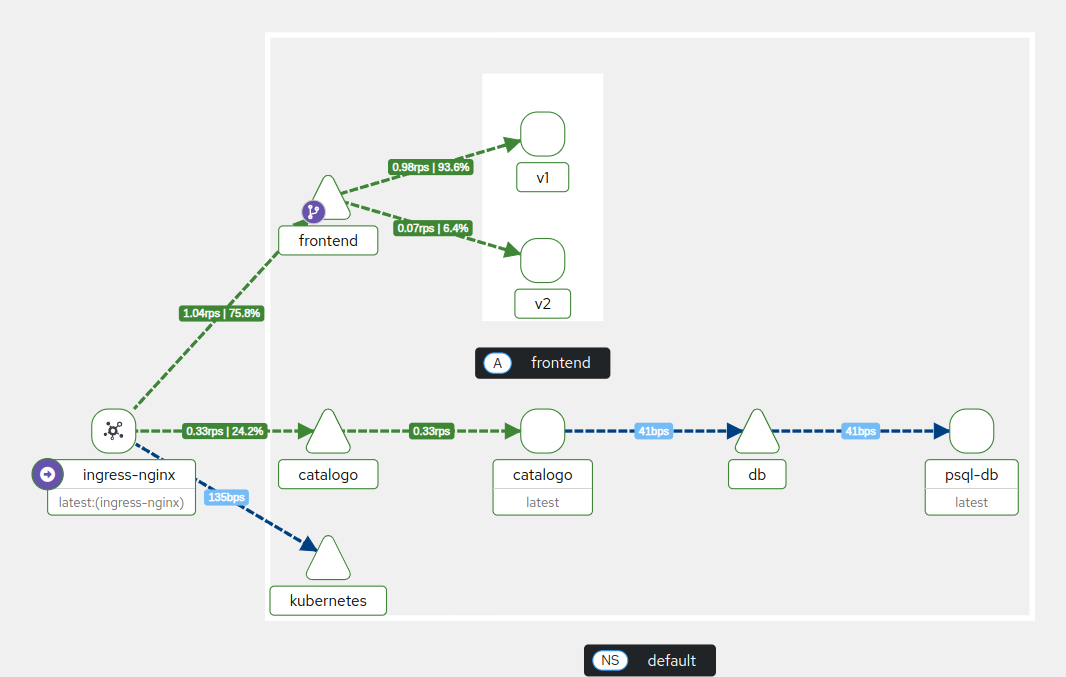 0.98rps | 93.6%
v1
frontend
0.07rps | 6.4%
v2
1.04rps | 75.8%
A frontend
0.33rps | 24.2%
0.33rps
41bps
41bps
ingress-nginx
latest:(ingress-nginx)
catalogo
catalogo
latest
db
psql-db
latest
135bps
kubernetes
NS default